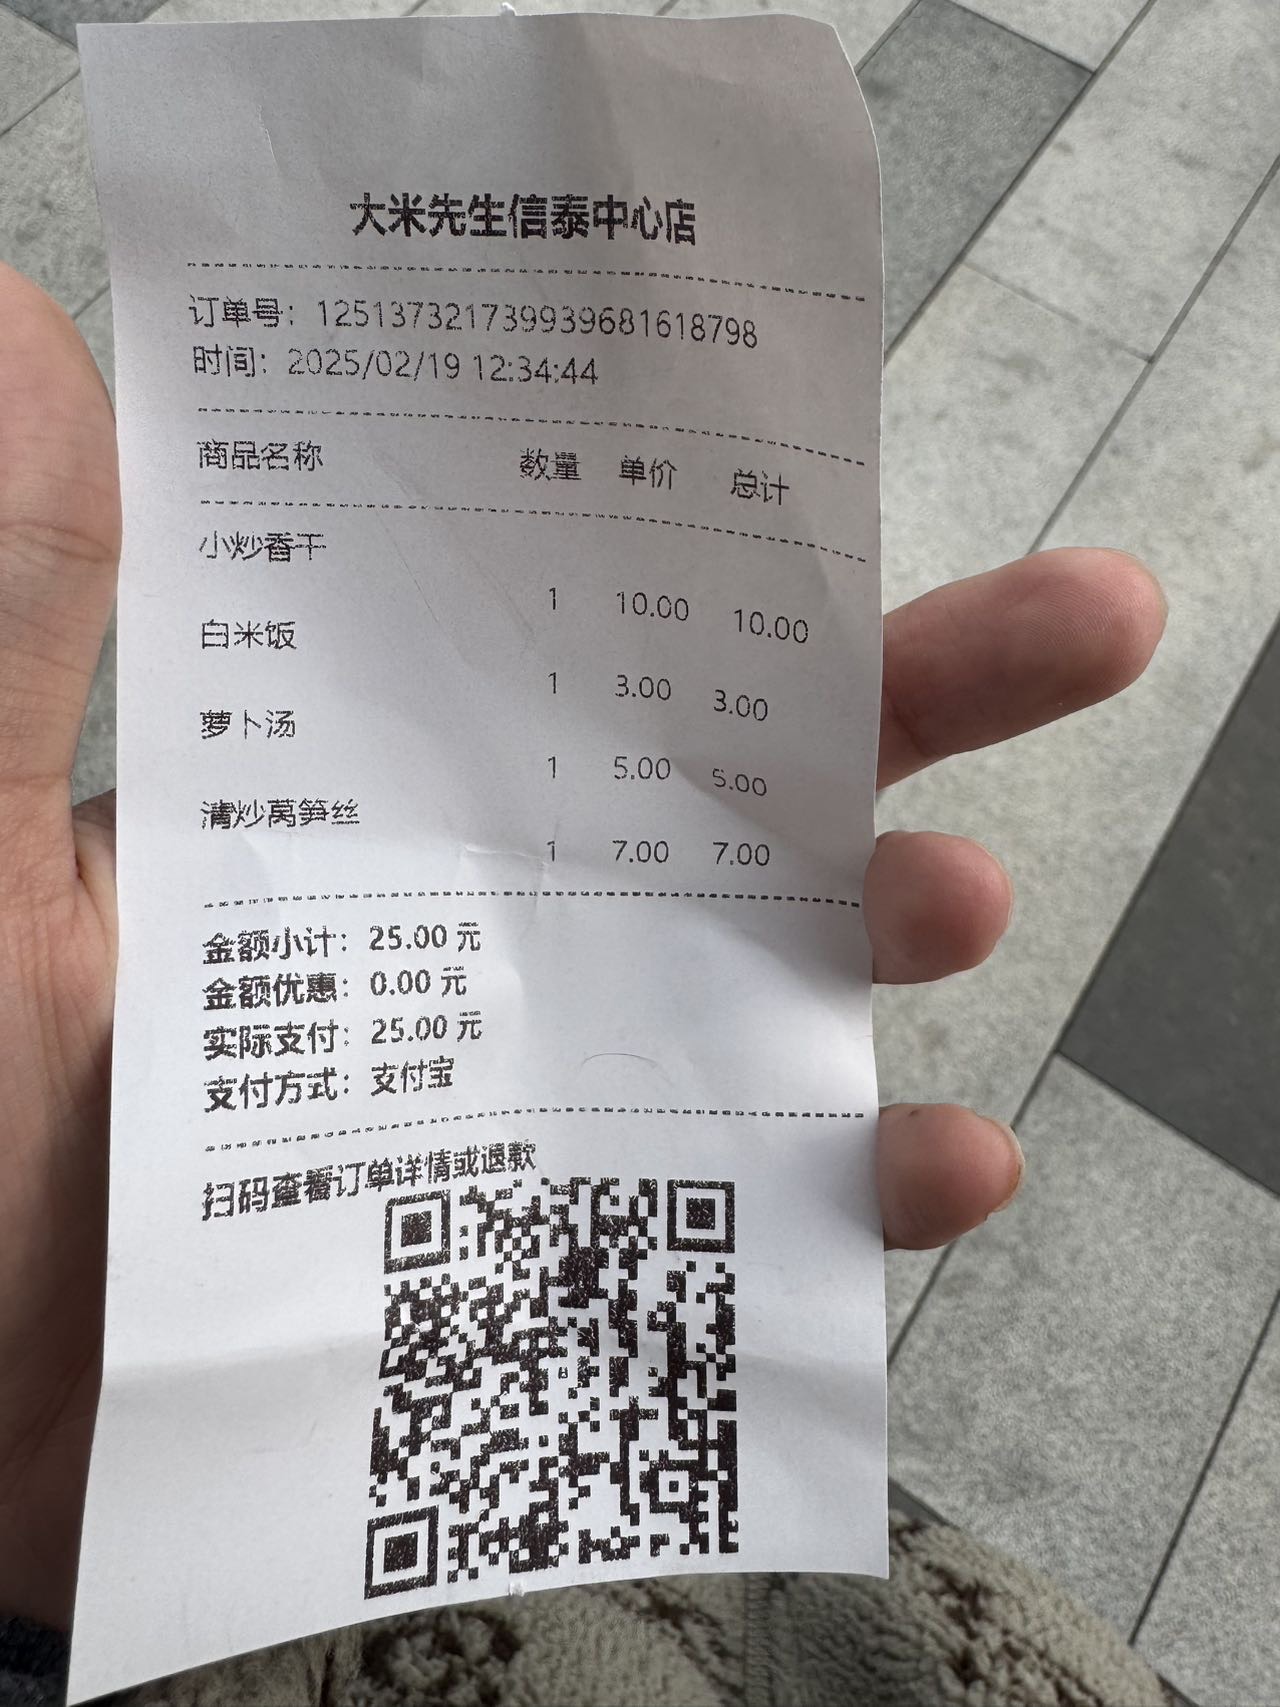 大米先生信泰中心店
订单号：125137321739939681618798
时间：2025/02/19 12:34:44
商品名称 数量 单价 总计
小炒香干
1 10.00 10.00
白米饭
1 3.00 3.00
萝卜汤
1 5.00 5.00
清炒莴笋丝
1 7.00 7.00
金额小计：25.00 元
金额优惠：0.00 元
实际支付：25.00 元
支付方式：支付宝
扫码查看订单详情或退款